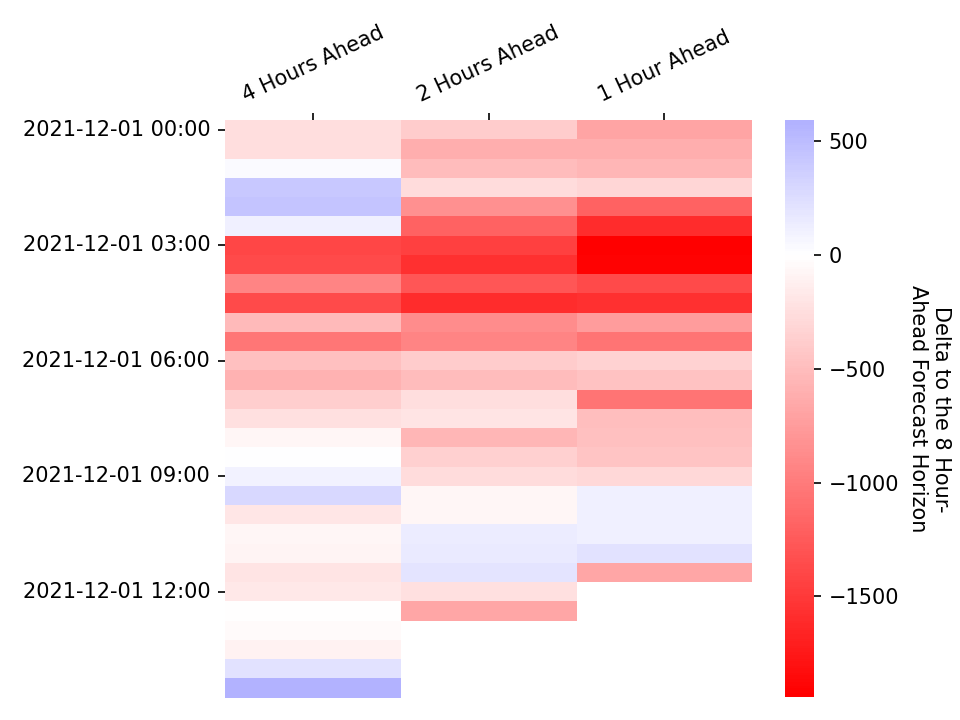 4 Hours Ahead
2 Hours Ahead
1 Hour Ahead
2021-12-01 00:00
2021-12-01 03:00
2021-12-01 06:00
2021-12-01 09:00
2021-12-01 12:00
500
0
−500
−1000
−1500
Delta to the 8 Hour-
Ahead Forecast Horizon